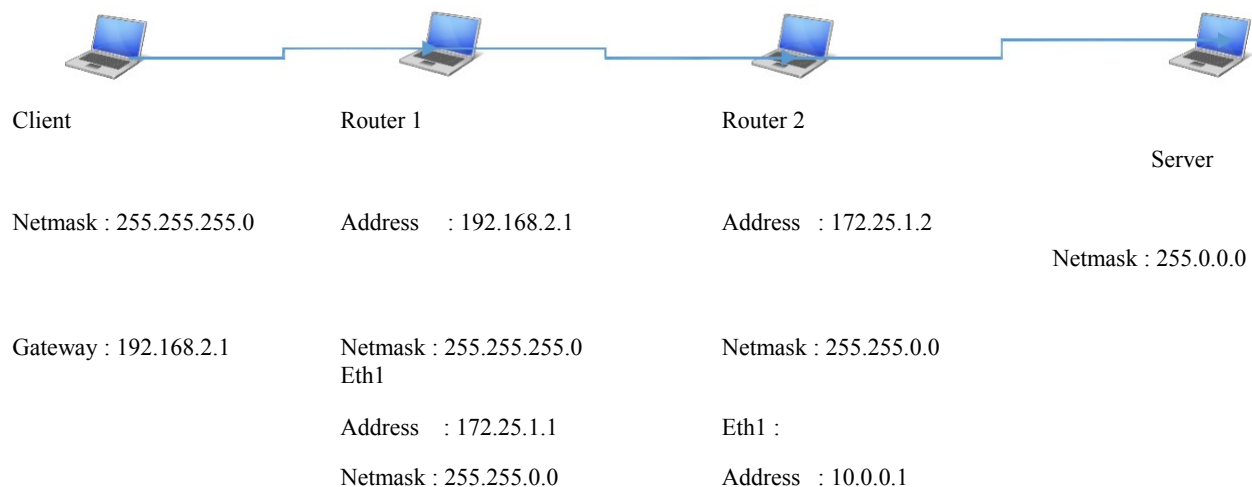 Client Router 1 Router 2
Server
Netmask : 255.255.255.0 Address : 192.168.2.1 Address : 172.25.1.2
Netmask : 255.0.0.0
Gateway : 192.168.2.1 Netmask : 255.255.255.0 Netmask : 255.255.0.0
Eth1
Address : 172.25.1.1 Eth1 :
Netmask : 255.255.0.0 Address : 10.0.0.1